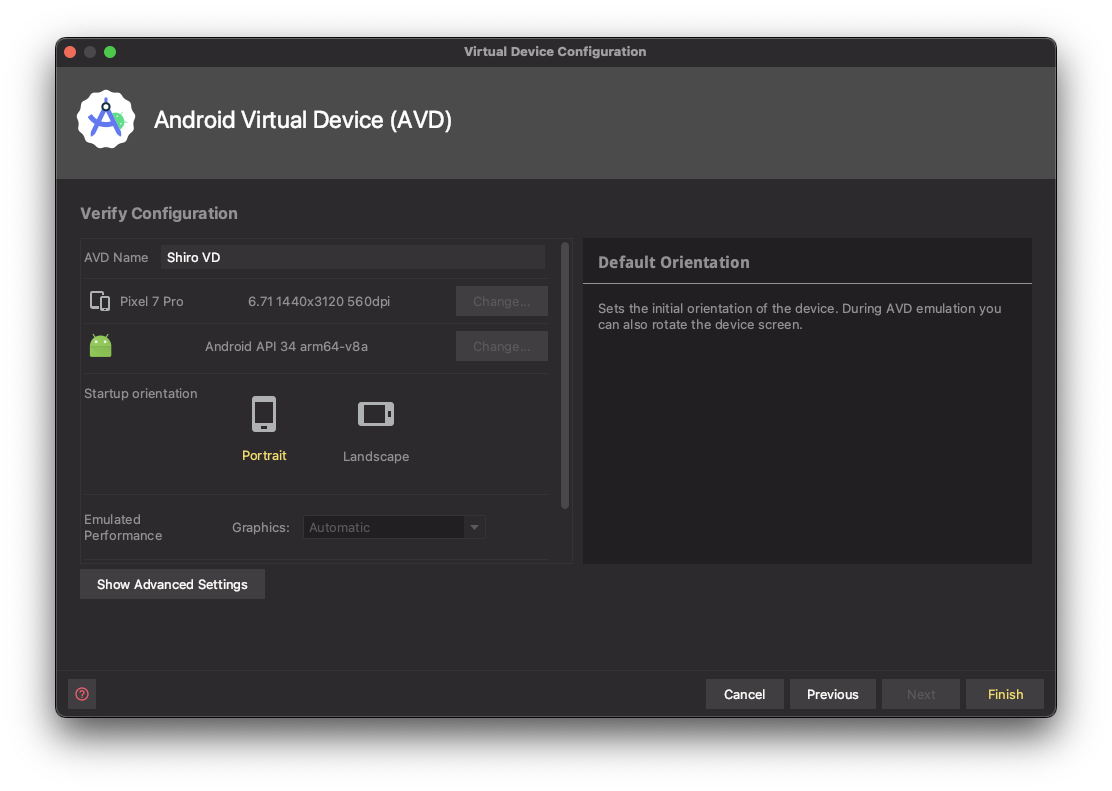 Virtual Device Configuration
Android Virtual Device (AVD)
Verify Configuration
AVD Name Shiro VD
Pixel 7 Pro 6.71 1440x3120 560dpi Change...
Android API 34 arm64-v8a Change...
Startup orientation
Portrait Landscape
Emulated
Performance
Graphics: Automatic
Show Advanced Settings
Default Orientation
Sets the initial orientation of the device. During AVD emulation you
can also rotate the device screen.
? Cancel Previous Next Finish